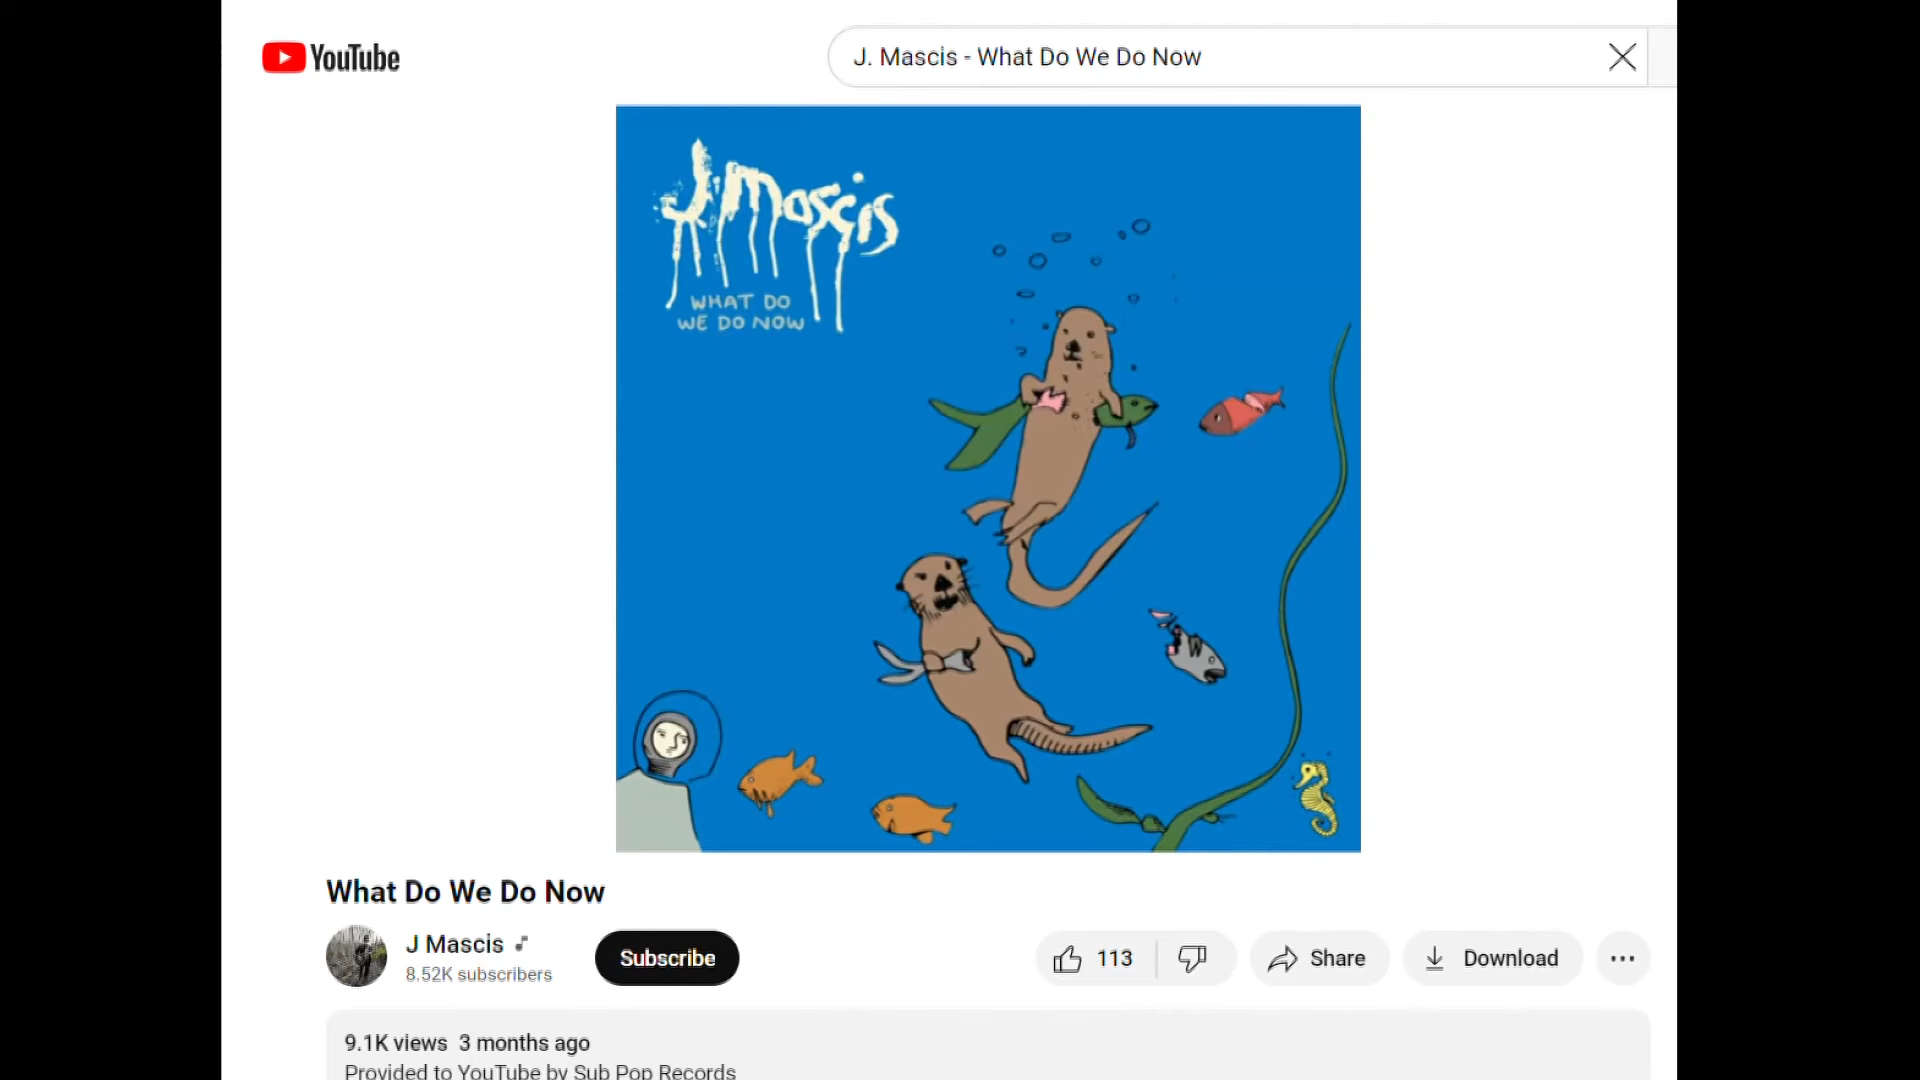 YouTube
J. Mascis - What Do We Do Now
J. Mascis
WHAT DO
WE DO NOW
What Do We Do Now
J Mascis
8.52K subscribers
Subscribe
113
Share
Download
9.1K views 3 months ago
Provided to YouTube by Sub Pop Records